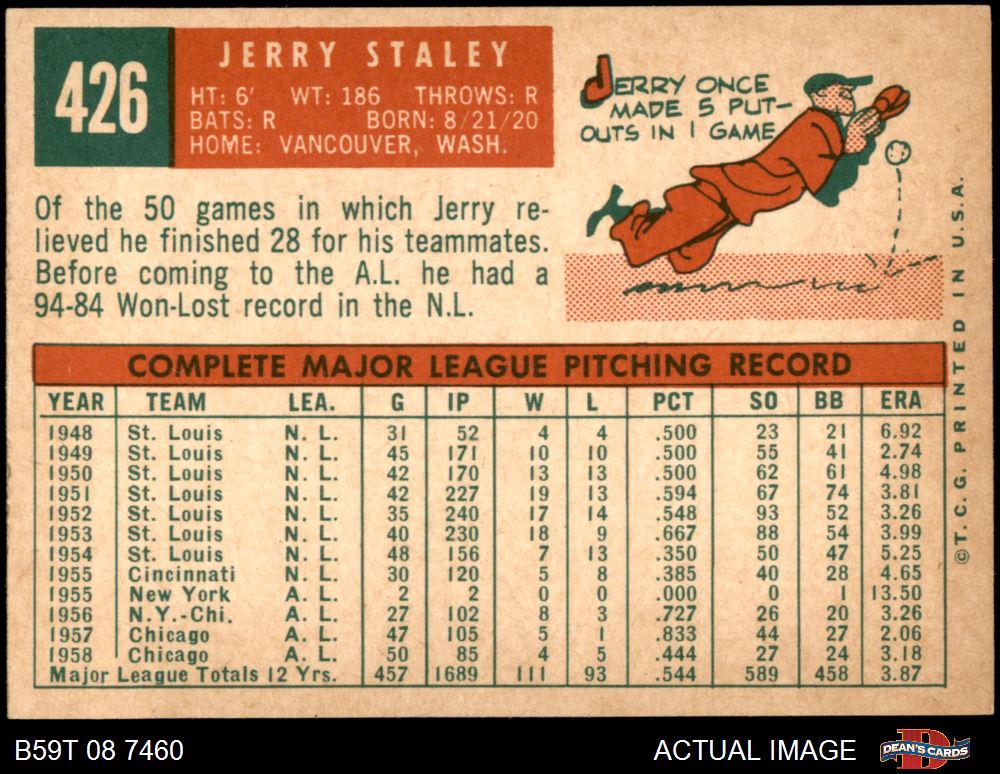 426
JERRY STALEY
HT: 6' WT: 186 THROWS: R
BATS: R BORN: 8/21/20
HOME: VANCOUVER, WASH.
JERRY ONCE
MADE 5 PUT-
OUTS IN 1 GAME
Of the 50 games in which Jerry re-
lieved he finished 28 for his teammates.
Before coming to the A.L. he had a
94-84 Won-Lost record in the N.L.
COMPLETE MAJOR LEAGUE PITCHING RECORD
YEAR TEAM LEA. G IP W L PCT SO BB ERA
1948 St. Louis N. L. 31 52 4 4 .500 23 21 6.92
1949 St. Louis N. L. 45 171 10 10 .500 55 41 2.74
1950 St. Louis N. L. 42 170 13 13 .500 62 61 4.98
1951 St. Louis N. L. 42 227 19 13 .594 67 74 3.81
1952 St. Louis N. L. 35 240 17 14 .548 93 52 3.26
1953 St. Louis N. L. 40 230 18 9 .667 88 54 3.99
1954 St. Louis N. L. 48 156 7 13 .350 50 47 5.25
1955 Cincinnati N. L. 30 120 5 8 .385 40 28 4.65
1955 New York A. L. 2 2 0 0 .000 0 1 13.50
1956 N.Y.-Chi. A. L. 27 102 8 3 .727 26 20 3.26
1957 Chicago A. L. 47 105 5 1 .833 44 27 2.06
1958 Chicago A. L. 50 85 4 5 .444 27 24 3.18
Major League Totals 12 Yrs. 457 1689 111 93 .544 589 458 3.87
©T. C. G. PRINTED IN U.S.A.
B59T 08 7460 ACTUAL IMAGE
DEAN'S CARDS